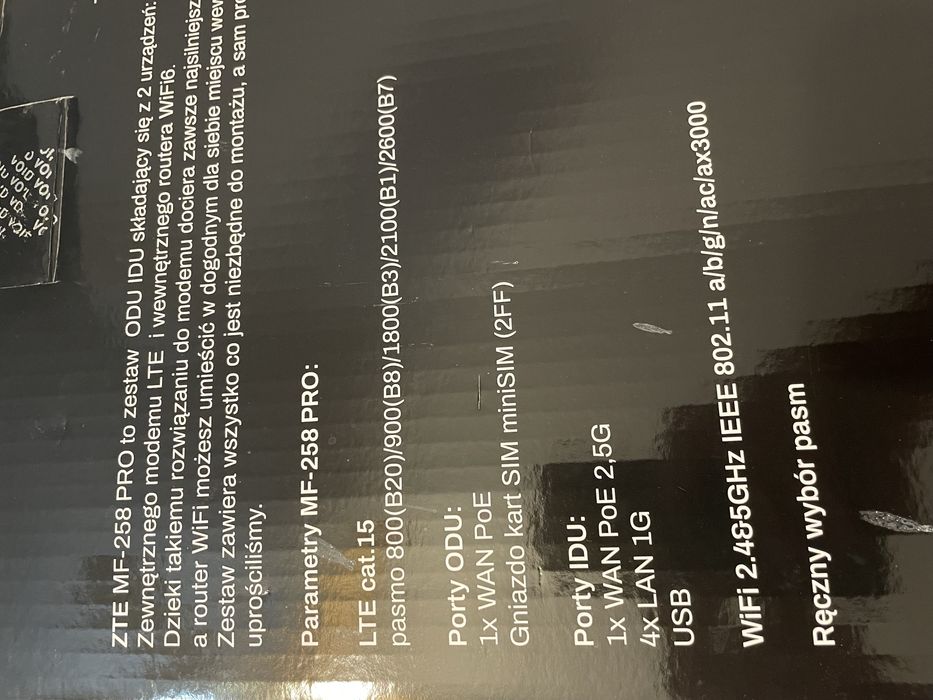 ZTE MF-258 PRO to zestaw ODU IDU składający się z 2 urządzeń:
Zewnętrznego modemu LTE i wewnętrznego routera WiFi6.
Dzieki takiemu rozwiązaniu do modemu dociera zawsze
a router WiFi możesz umieścić w dogodnym dla siebie miejscu
Zestaw zawiera wszystko co jest niezbędne do montażu, a sam
uprościliśmy.
Parametry MF-258 PRO:
LTE cat.15
pasmo 800(B20)/900(B8)/1800(B3)/2100(B1)/2600(B7)
Porty ODU:
1x WAN PoE
Gniazdo kart SIM miniSIM (2FF)
Porty IDU:
1x WAN PoE 2,5G
4x LAN 1G
USB
WiFi 2.4&5GHz IEEE 802.11 a/b/g/n/ac/ax3000
Ręczny wybór pasm